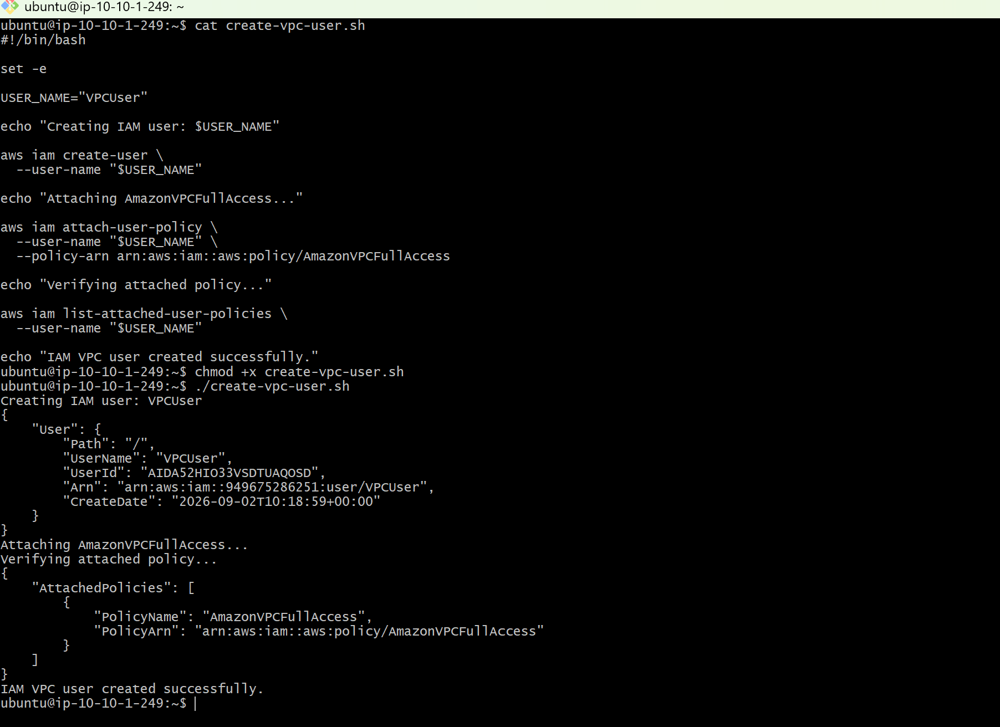 ubuntu@ip-10-10-1-249: ~
ubuntu@ip-10-10-1-249:~$ cat create-vpc-user.sh
#!/bin/bash

set -e

USER_NAME="VPCUser"

echo "Creating IAM user: $USER_NAME"

aws iam create-user \
  --user-name "$USER_NAME"

echo "Attaching AmazonVPCFullAccess..."

aws iam attach-user-policy \
  --user-name "$USER_NAME" \
  --policy-arn arn:aws:iam::aws:policy/AmazonVPCFullAccess

echo "Verifying attached policy..."

aws iam list-attached-user-policies \
  --user-name "$USER_NAME"

echo "IAM VPC user created successfully."
ubuntu@ip-10-10-1-249:~$ chmod +x create-vpc-user.sh
ubuntu@ip-10-10-1-249:~$ ./create-vpc-user.sh
Creating IAM user: VPCUser
{
    "User": {
        "Path": "/",
        "UserName": "VPCUser",
        "UserId": "AIDA52HIO33VSDTUAQOSD",
        "Arn": "arn:aws:iam::949675286251:user/VPCUser",
        "CreateDate": "2026-09-02T10:18:59+00:00"
    }
}
Attaching AmazonVPCFullAccess...
Verifying attached policy...
{
    "AttachedPolicies": [
        {
            "PolicyName": "AmazonVPCFullAccess",
            "PolicyArn": "arn:aws:iam::aws:policy/AmazonVPCFullAccess"
        }
    ]
}
IAM VPC user created successfully.
ubuntu@ip-10-10-1-249:~$